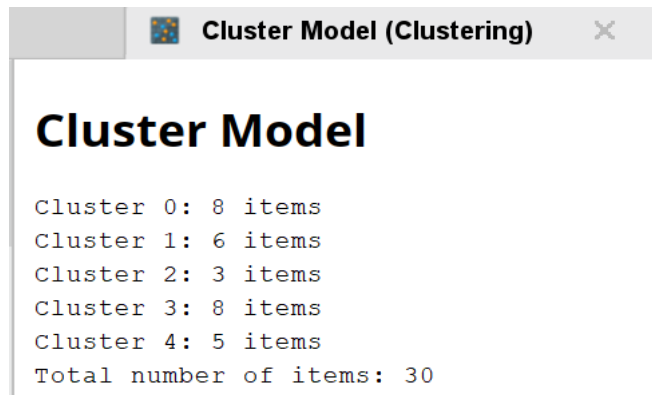 Cluster Model (Clustering)
Cluster Model
Cluster 0: 8 items
Cluster 1: 6 items
Cluster 2: 3 items
Cluster 3: 8 items
Cluster 4: 5 items
Total number of items: 30